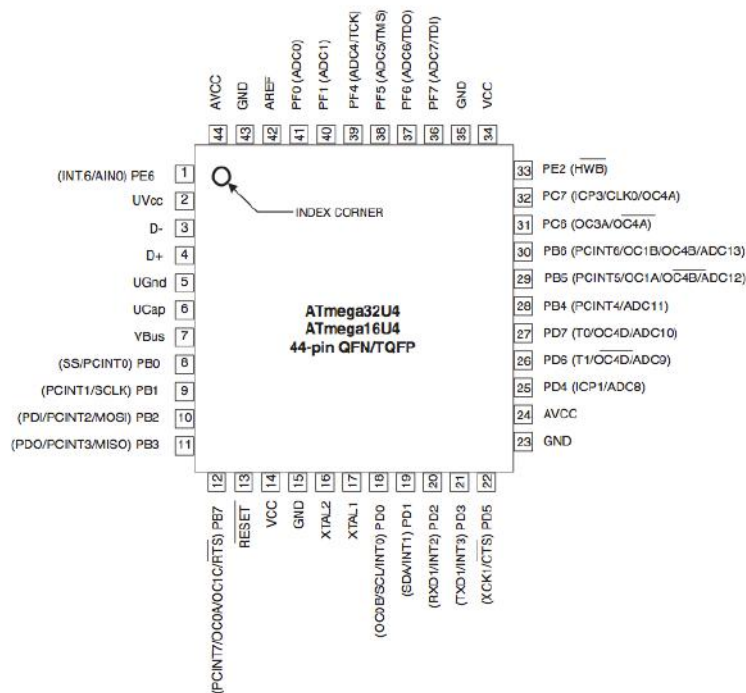 AVCC
GND
AREF
PF0 (ADC0)
PF1 (ADC1)
PF4 (ADC4/TCK)
PF5 (ADC5/TMS)
PF6 (ADC6/TDO)
PF7 (ADC7/TDI)
GND
VCC
44
43
42
41
40
39
38
37
36
35
34
(INT.6/AIN0) PE6 1
UVcc 2
D- 3
D+ 4
UGnd 5
UCap 6
VBus 7
(SS/PCINT0) PB0 8
(PCINT1/SCLK) PB1 9
(PDI/PCINT2/MOSI) PB2 10
(PDO/PCINT3/MISO) PB3 11
INDEX CORNER
ATmega32U4
ATmega16U4
44-pin QFN/TQFP
33 PE2 (HWB)
32 PC7 (ICP3/CLK0/OC4A)
31 PC6 (OC3A/OC4A)
30 PB6 (PCINT6/OC1B/OC4B/ADC13)
29 PB5 (PCINT5/OC1A/OC4B/ADC12)
28 PB4 (PCINT4/ADC11)
27 PD7 (T0/OC4D/ADC10)
26 PD6 (T1/OC4D/ADC9)
25 PD4 (ICP1/ADC8)
24 AVCC
23 GND
12
13
14
15
16
17
18
19
20
21
22
(PCINT7/OC0A/OC1C/RTS) PB7
RESET
VCC
GND
XTAL2
XTAL1
(OC0B/SCL/INT0) PD0
(SDA/INT1) PD1
(RXD1/INT2) PD2
(TXD1/INT3) PD3
(XCK1/CTS) PD5